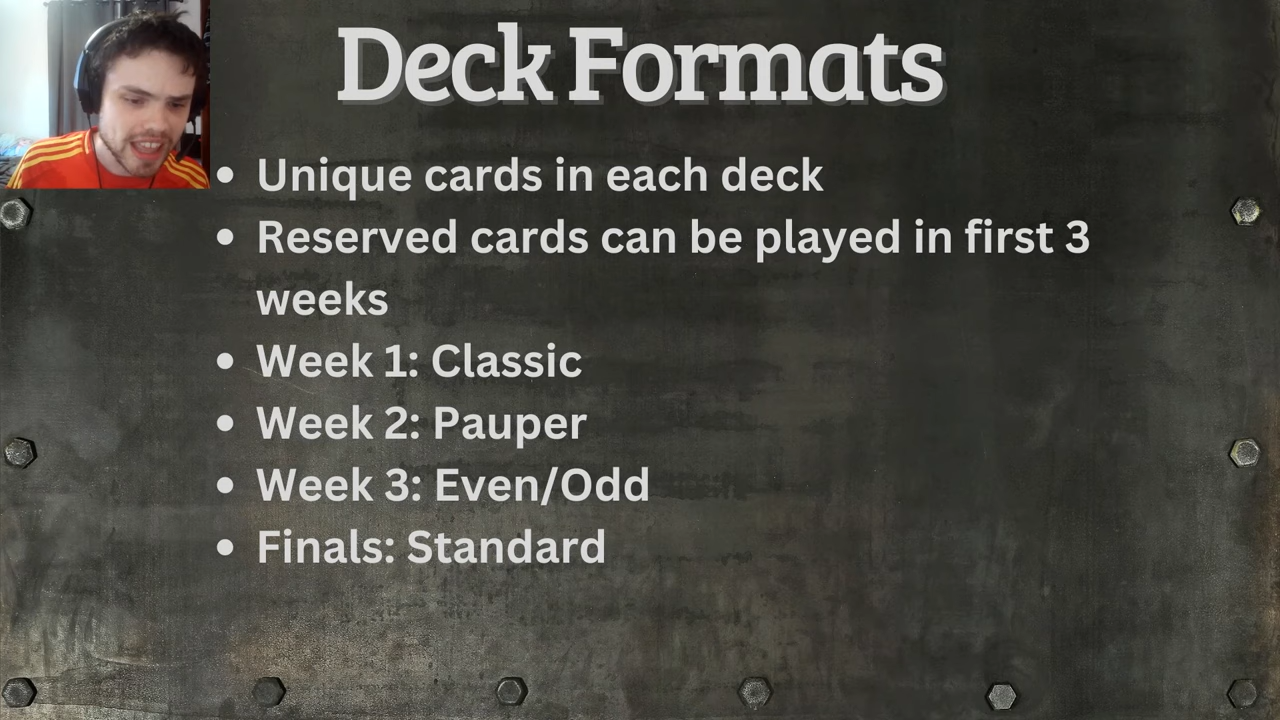 Deck Formats
• Unique cards in each deck
• Reserved cards can be played in first 3
weeks
• Week 1: Classic
• Week 2: Pauper
• Week 3: Even/Odd
• Finals: Standard